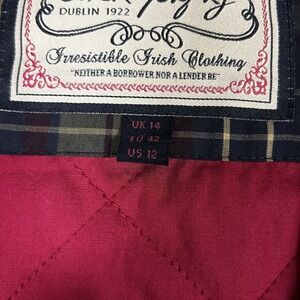 DUBLIN 1922
Irresistible Irish Clothing
"NEITHER A BORROWER NOR A LENDER BE"
UK 14
EU 42
US 12